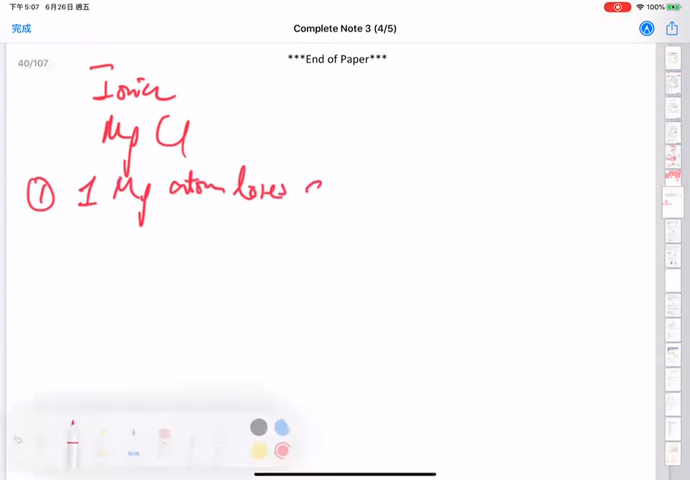 下午5:07 6月26日 週五
100%
完成
Complete Note 3 (4/5)
40/107
***End of Paper***
Ionic
Mg Cl
① 1 Mg atom loses